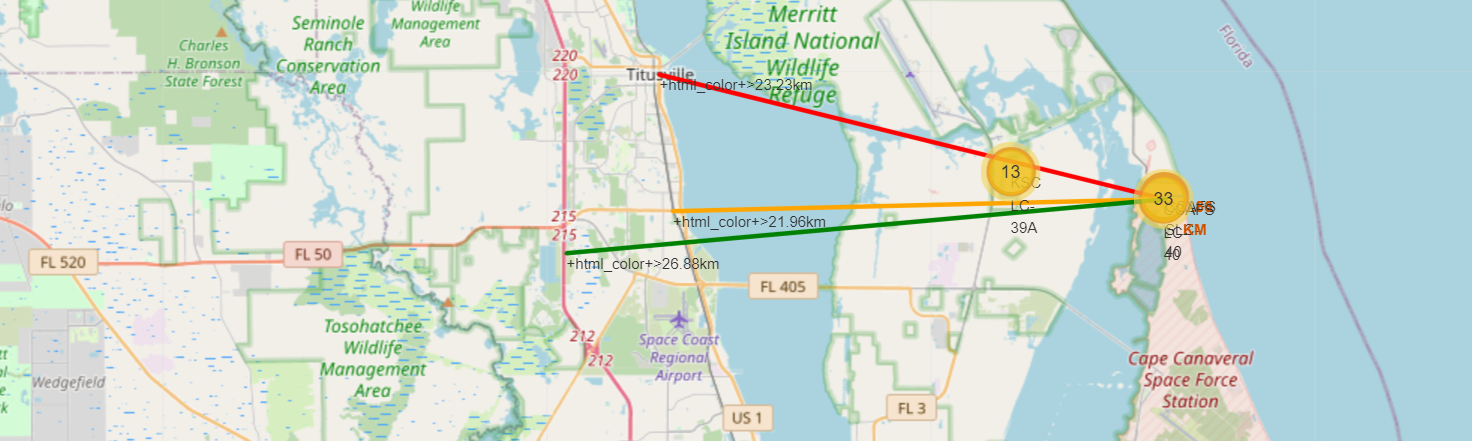 Wildlife
Management
Area
Seminole
Ranch
Conservation
Area
Charles
H. Bronson
State Forest
Merritt
Island National
Wildlife
Refuge
Florida
220
220
Titusville
+html_color+>23.23km
13
KSC
LC-
39A
33
CCAFS
SLC-
40
KM
215
+html_color+>21.96km
215
FL 50
FL 520
+html_color+>26.88km
FL 405
212
212
Space Coast
Regional
Airport
Tosohatchee
Wildlife
Management
Area
Wedgefield
Cape Canaveral
Space Force
Station
US 1
FL 3